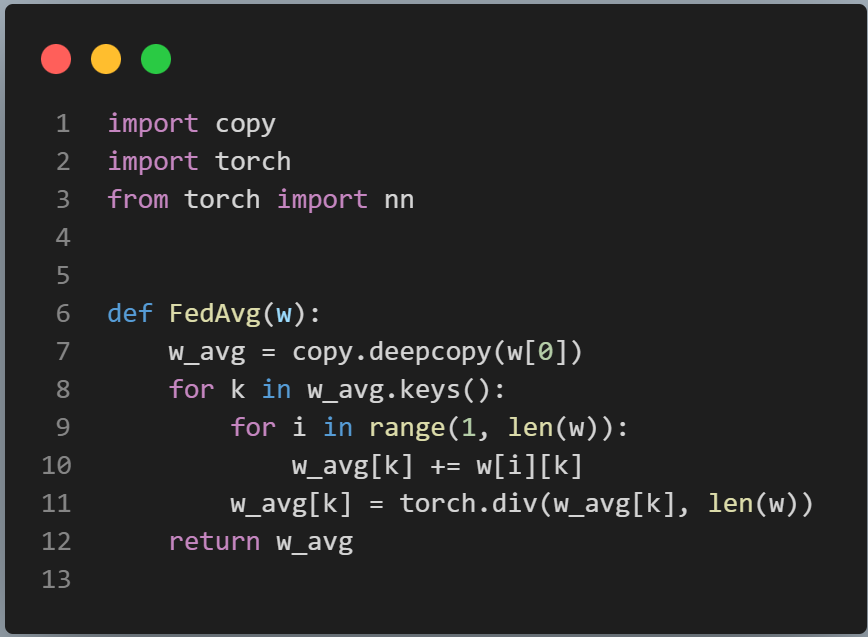 1 import copy
2 import torch
3 from torch import nn
4
5
6 def FedAvg(w):
7     w_avg = copy.deepcopy(w[0])
8     for k in w_avg.keys():
9         for i in range(1, len(w)):
10             w_avg[k] += w[i][k]
11         w_avg[k] = torch.div(w_avg[k], len(w))
12     return w_avg
13